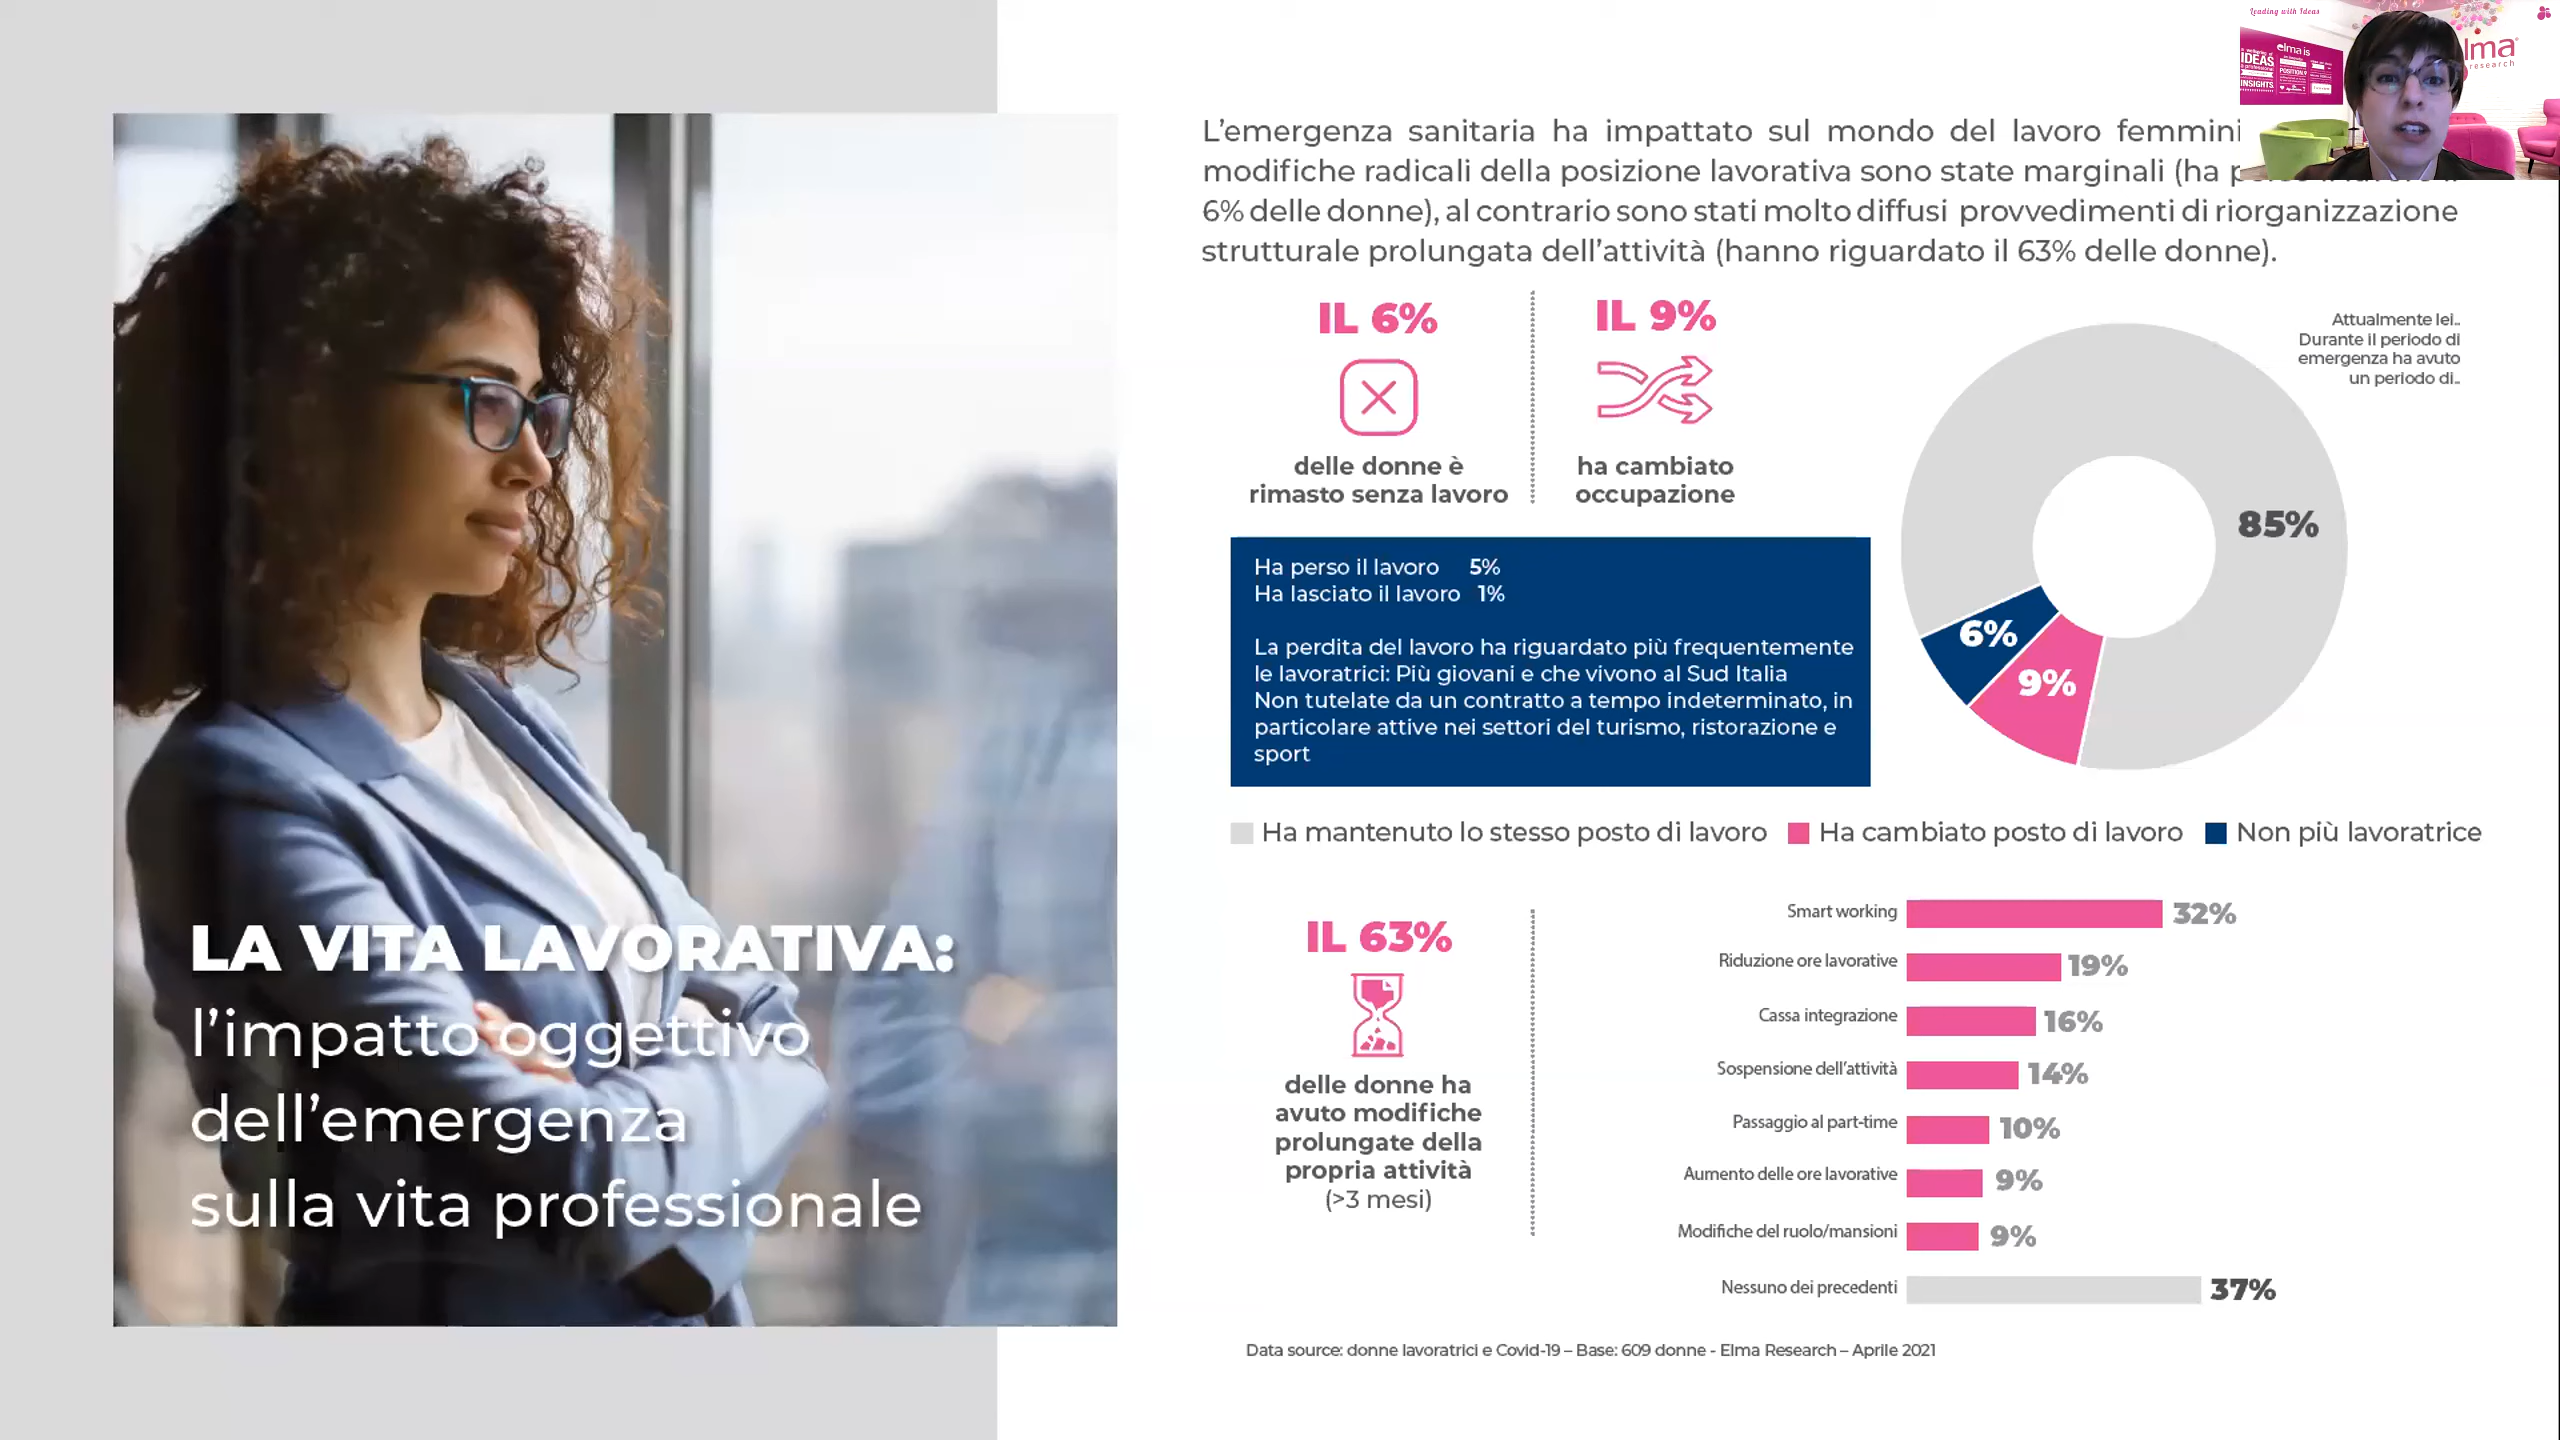 Leading with Ideas
elma is
IDEAS
INSIGHTS
lma
research
L'emergenza sanitaria ha impattato sul mondo del lavoro
modifiche radicali della posizione lavorativa sono state marginali (ha
6% delle donne), al contrario sono stati molto diffusi provvedimenti di riorganizzazione
strutturale prolungata dell'attività (hanno riguardato il 63% delle donne).
IL 6%
delle donne è
rimasto senza lavoro
IL 9%
ha cambiato
occupazione
Attualmente lei..
Durante il periodo di
emergenza ha avuto
un periodo di..
85%
6%
9%
Ha perso il lavoro 5%
Ha lasciato il lavoro 1%
La perdita del lavoro ha riguardato più frequentemente
le lavoratrici: Più giovani e che vivono al Sud Italia
Non tutelate da un contratto a tempo indeterminato, in
particolare attive nei settori del turismo, ristorazione e
sport
Ha mantenuto lo stesso posto di lavoro Ha cambiato posto di lavoro Non più lavoratrice
LA VITA LAVORATIVA:
l'impatto oggettivo
dell'emergenza
sulla vita professionale
IL 63%
delle donne ha
avuto modifiche
prolungate della
propria attività
(>3 mesi)
Smart working 32%
Riduzione ore lavorative 19%
Cassa integrazione 16%
Sospensione dell'attività 14%
Passaggio al part-time 10%
Aumento delle ore lavorative 9%
Modifiche del ruolo/mansioni 9%
Nessuno dei precedenti 37%
Data source: donne lavoratrici e Covid-19 – Base: 609 donne - Elma Research – Aprile 2021